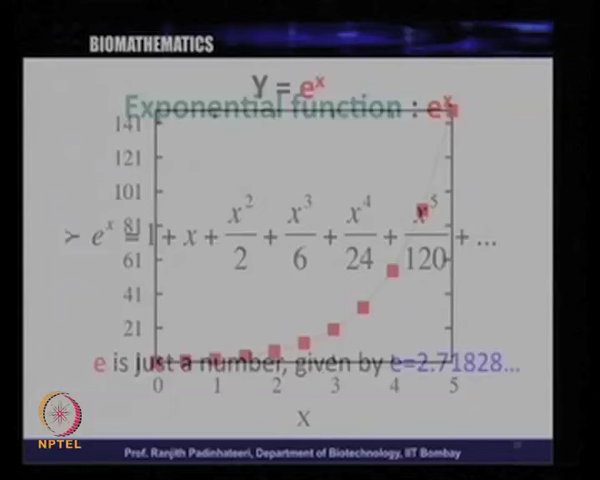 BIOMATHEMATICS
Y = e^x
Exponential function : e^x
141
121
101
81
➢ e^x = 1 + x + x^2/2 + x^3/6 + x^4/24 + x^5/120 + ...
61
41
21
e is just a number, given by e=2.71828...
0 1 2 3 4 5
X
NPTEL
Prof. Ranjith Padinhateeri, Department of Biotechnology, IIT Bombay